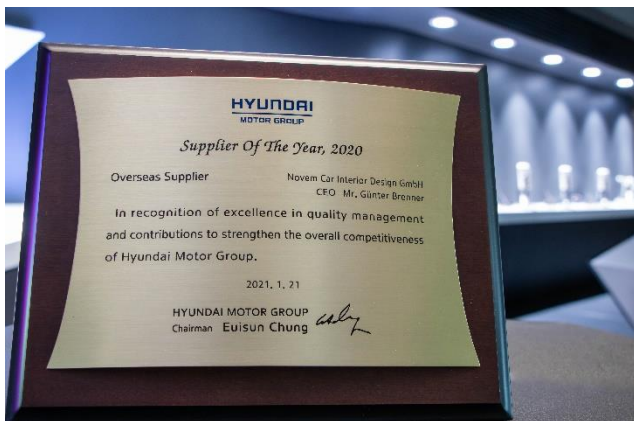 HYUNDAI
MOTOR GROUP
Supplier Of The Year, 2020
Overseas Supplier
Novem Car Interior Design GmbH
CEO Mr. Günter Brenner
In recognition of excellence in quality management
and contributions to strengthen the overall competitiveness
of Hyundai Motor Group.
2021. 1. 21
HYUNDAI MOTOR GROUP
Chairman Euisun Chung